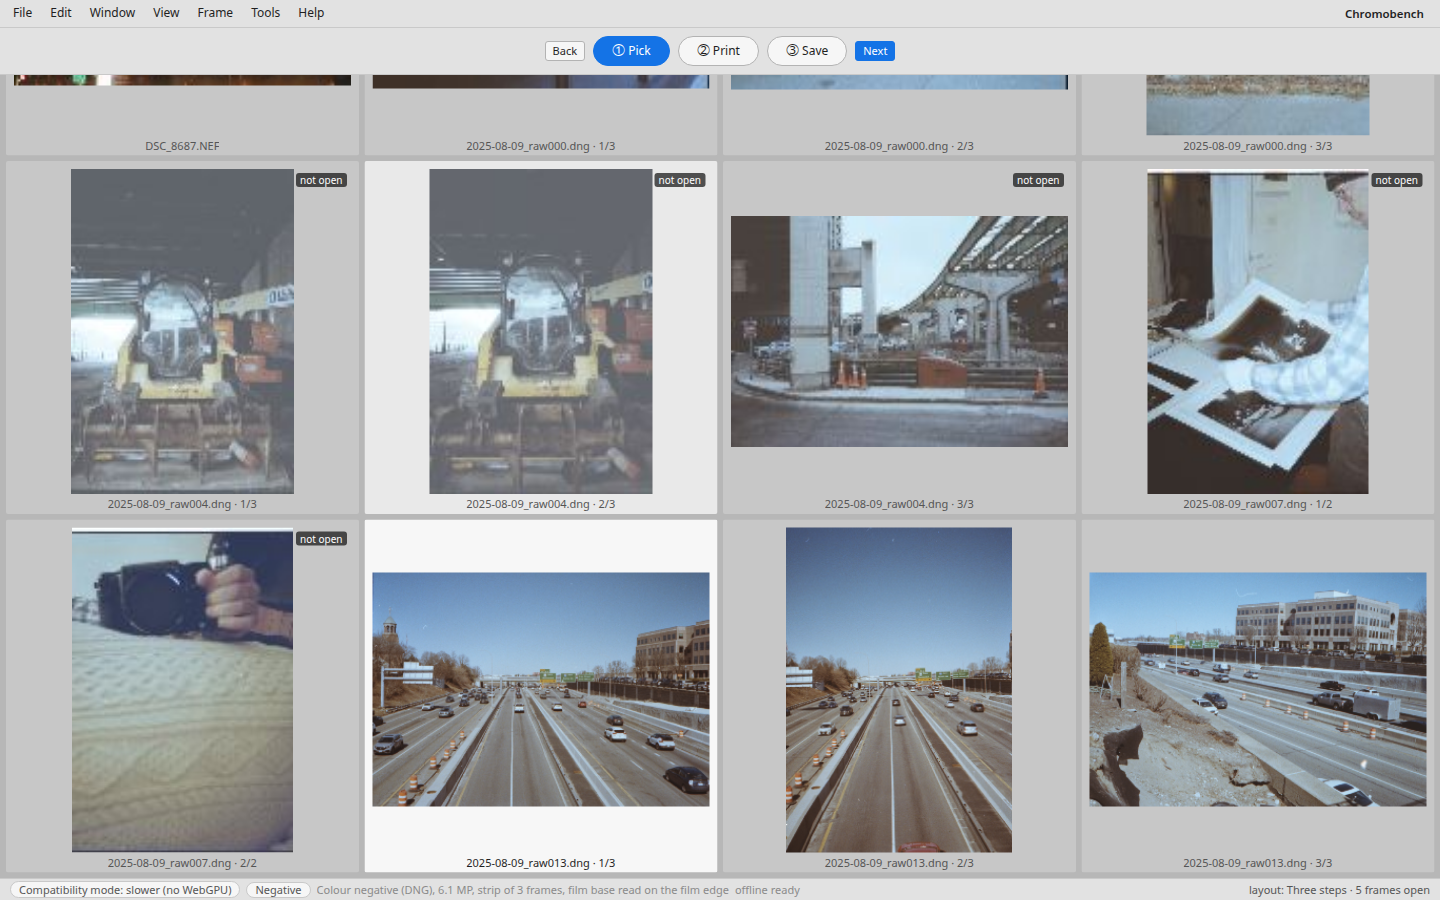 File Edit Window View Frame Tools Help Chromobench
Back ① Pick ② Print ③ Save Next
DSC_8687.NEF 2025-08-09_raw000.dng · 1/3 2025-08-09_raw000.dng · 2/3 2025-08-09_raw000.dng · 3/3
not open not open not open not open
2025-08-09_raw004.dng · 1/3 2025-08-09_raw004.dng · 2/3 2025-08-09_raw004.dng · 3/3 2025-08-09_raw007.dng · 1/2
not open
2025-08-09_raw007.dng · 2/2 2025-08-09_raw013.dng · 1/3 2025-08-09_raw013.dng · 2/3 2025-08-09_raw013.dng · 3/3
Compatibility mode: slower (no WebGPU) Negative Colour negative (DNG), 6.1 MP, strip of 3 frames, film base read on the film edge offline ready layout: Three steps · 5 frames open